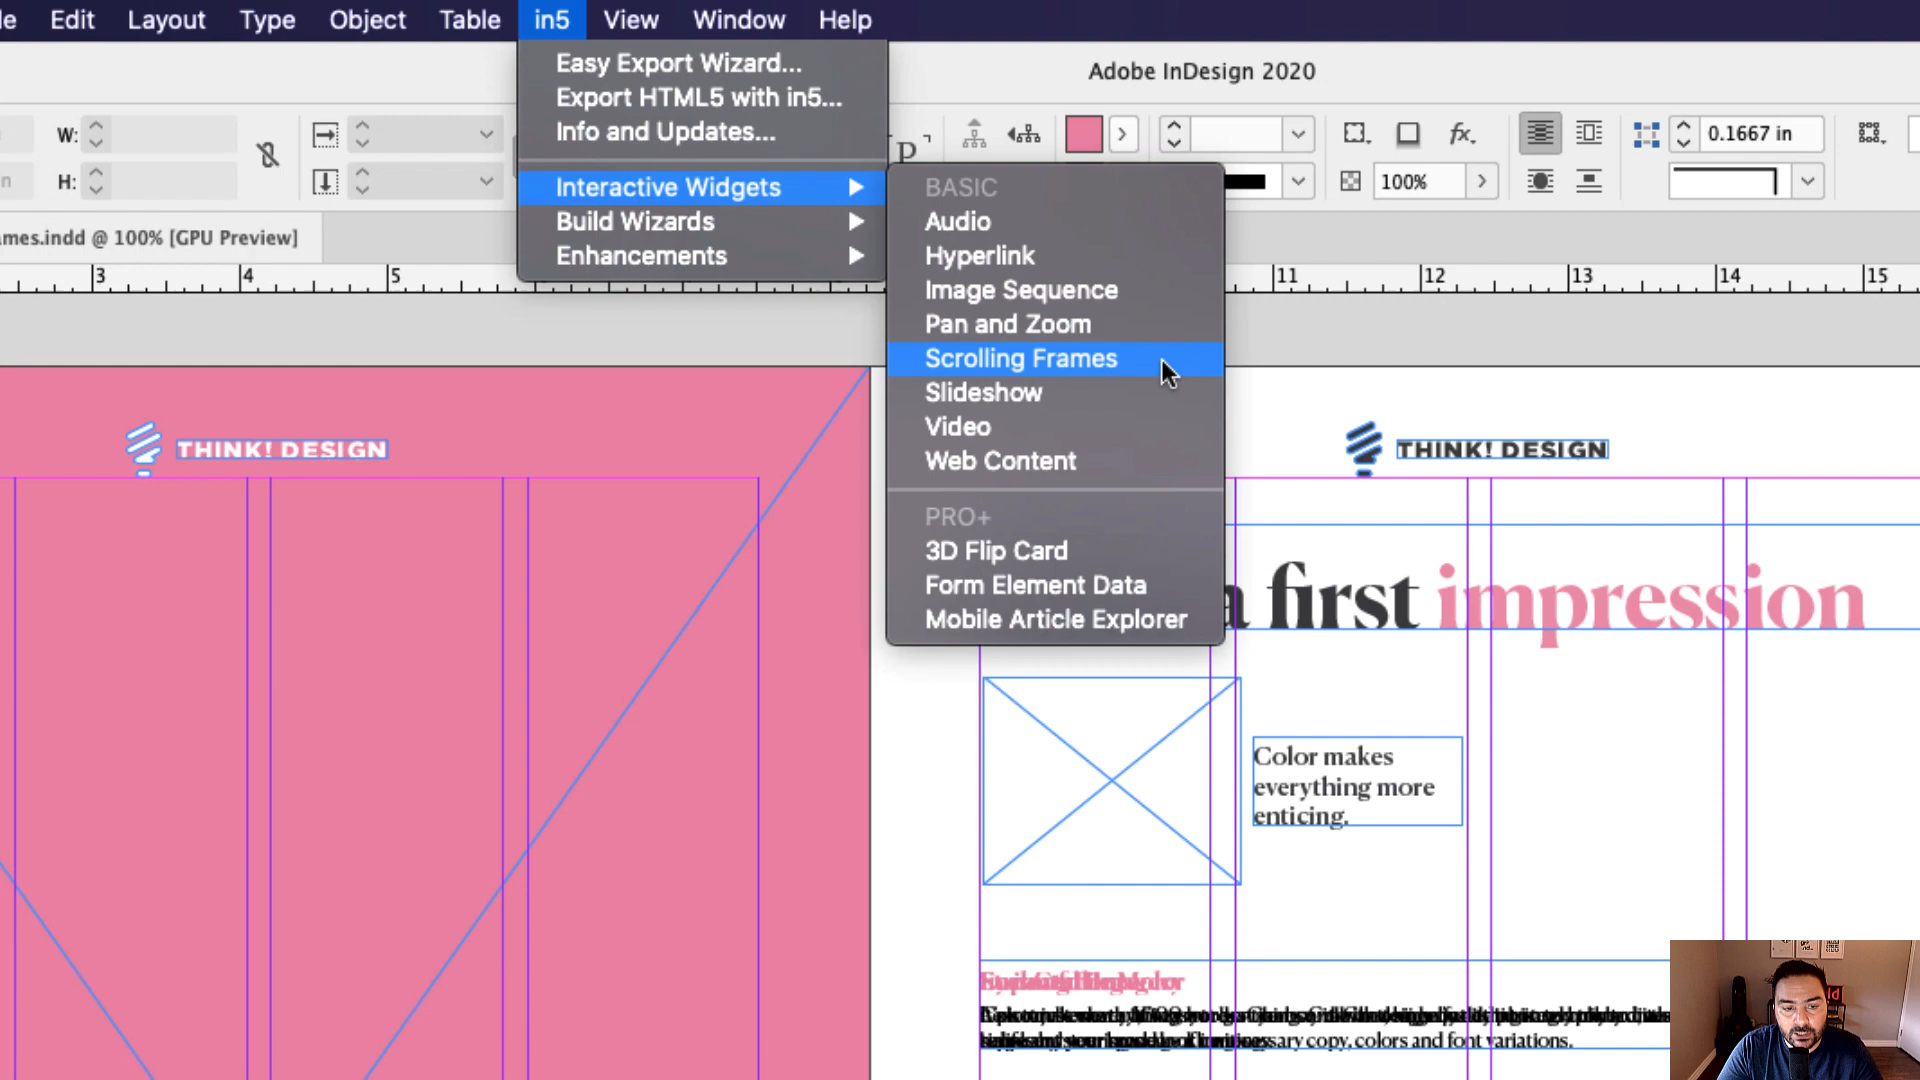 Edit Layout Type Object Table in5 View Window Help
Easy Export Wizard...
Export HTML5 with in5...
Info and Updates...
Interactive Widgets
Build Wizards
Enhancements
Adobe InDesign 2020
W:
H:
0.1667 in
100%
mes.indd @ 100% [GPU Preview]
3 4 5 11 12 13 14 15
BASIC
Audio
Hyperlink
Image Sequence
Pan and Zoom
Scrolling Frames
Slideshow
Video
Web Content
PRO+
3D Flip Card
Form Element Data
Mobile Article Explorer
THINK! DESIGN
THINK! DESIGN
a first impression
Color makes
everything more
enticing.
copy, colors and font variations.